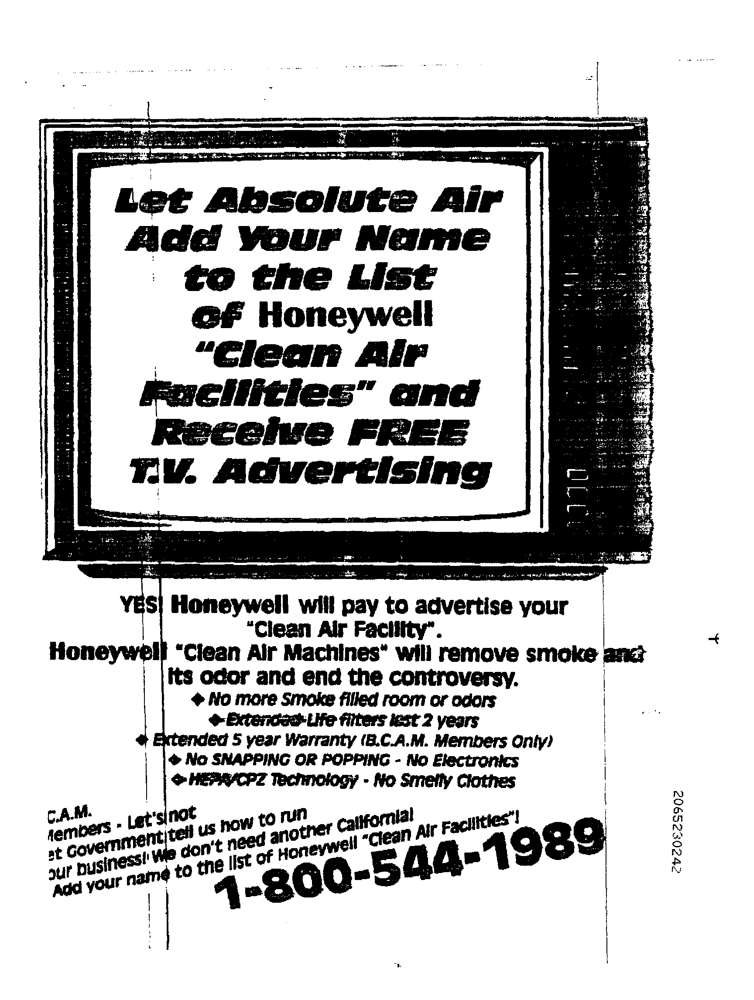 Let Absolute Air
Add Your Name
to the List
of Honeywell
"Clean Air
Facilities" and
Receive FREE
T.V. Advertising
YES! Honeywell will pay to advertise your
"Clean Air Facility".
Honeywell "Clean Air Machines" will remove smoke and
its odor and end the controversy.
◆ No more Smoke filled room or odors
◆ Extended Life filters last 2 years
◆ Extended 5 year Warranty (B.C.A.M. Members Only)
◆ No SNAPPING OR POPPING - No Electronics
◆ HEPA/CPZ Technology - No Smelly Clothes
C.A.M.
Members - Let's not
et Government tell us how to run
our business! We don't need another California!
Add your name to the list of Honeywell "Clean Air Facilities"!
1-800-544-1989
2065230242